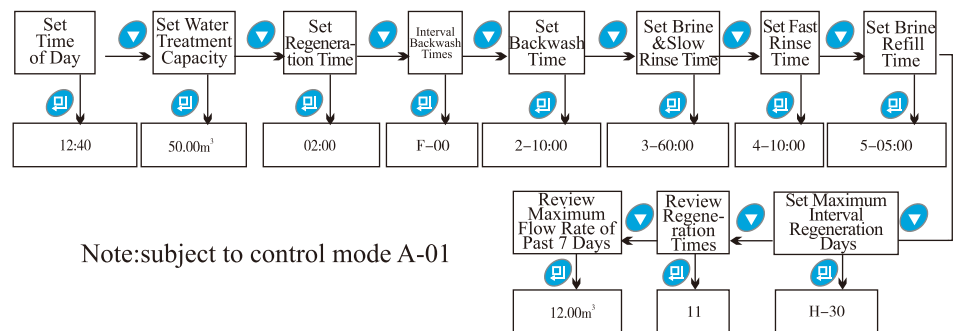 Set
Time
of Day
Set Water
Treatment
Capacity
Set
Regenera-
tion Time
Interval
Backwash
Times
Set
Backwash
Time
Set Brine
&Slow
Rinse Time
Set Fast
Rinse
Time
Set Brine
Refill
Time
12:40
50.00m³
02:00
F-00
2-10:00
3-60:00
4-10:00
5-05:00
Review
Maximum
Flow Rate of
Past 7 Days
Review
Regene-
ration
Times
Set Maximum
Interval
Regeneration
Days
12.00m³
11
H-30
Note:subject to control mode A-01